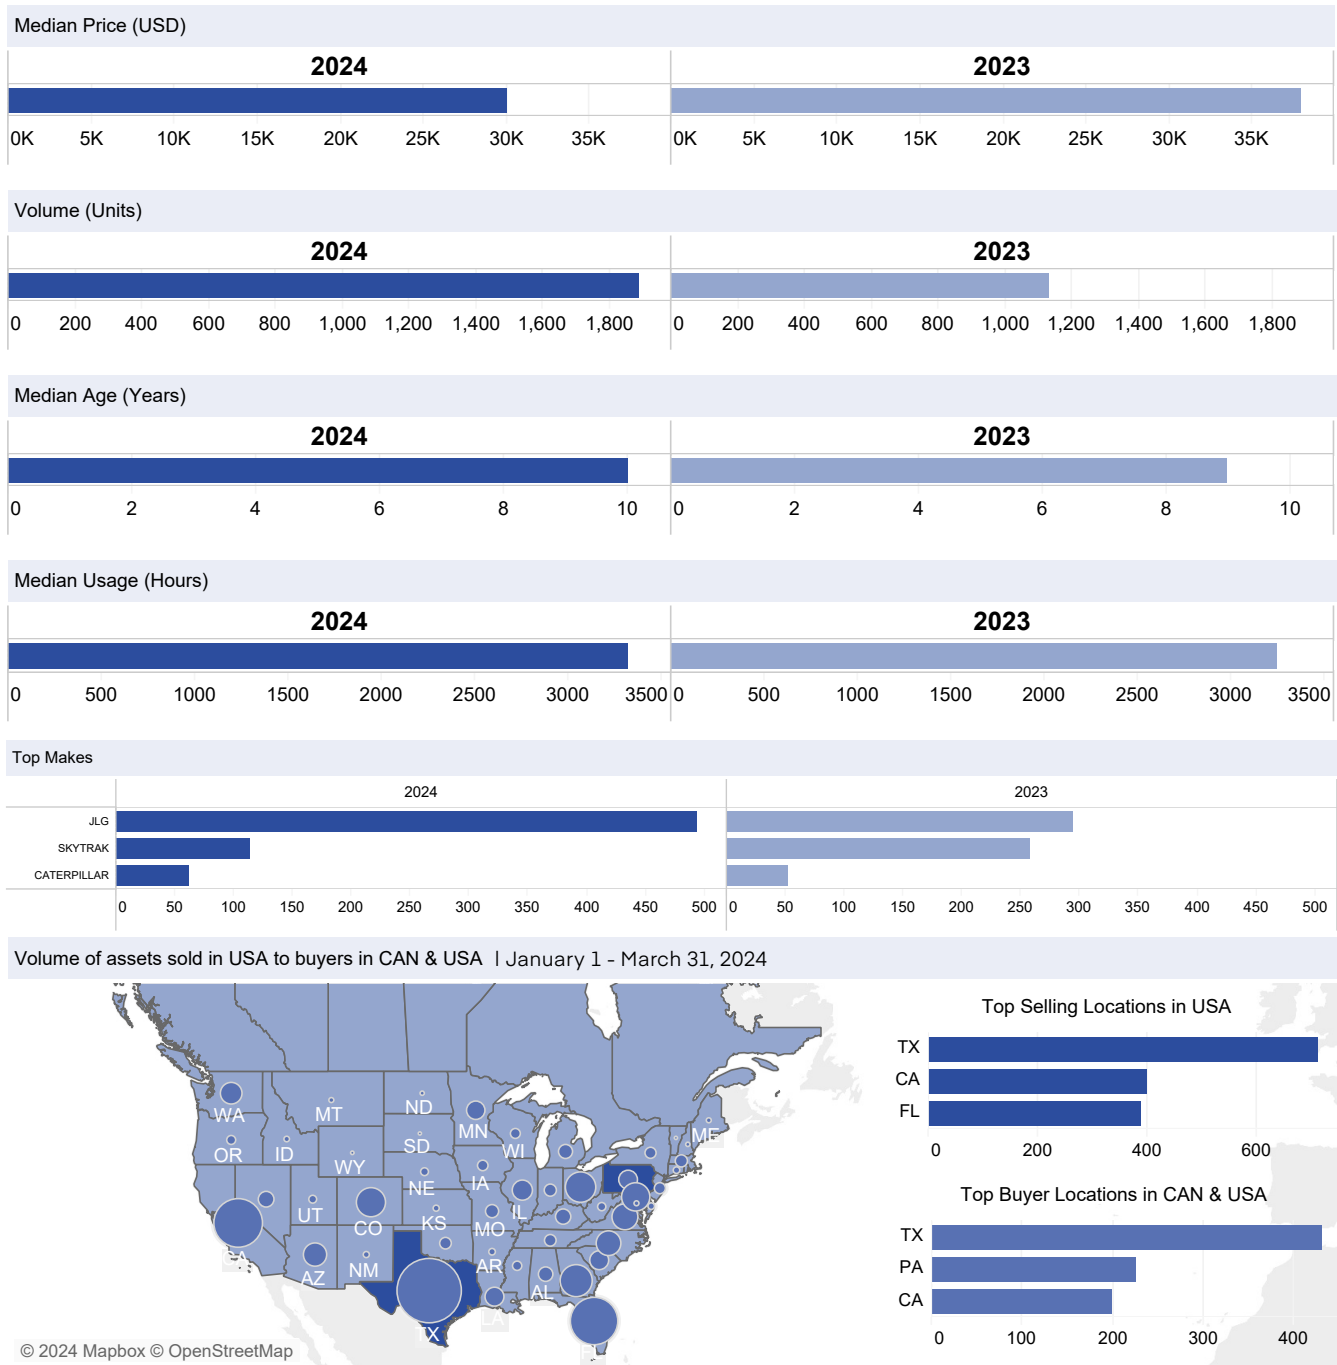 Median Price (USD)
2024 2023
0K 5K 10K 15K 20K 25K 30K 35K 0K 5K 10K 15K 20K 25K 30K 35K
Volume (Units)
2024 2023
0 200 400 600 800 1,000 1,200 1,400 1,600 1,800 0 200 400 600 800 1,000 1,200 1,400 1,600 1,800
Median Age (Years)
2024 2023
0 2 4 6 8 10 0 2 4 6 8 10
Median Usage (Hours)
2024 2023
0 500 1000 1500 2000 2500 3000 3500 0 500 1000 1500 2000 2500 3000 3500
Top Makes
2024 2023
JLG
SKYTRAK
CATERPILLAR
0 50 100 150 200 250 300 350 400 450 500 0 50 100 150 200 250 300 350 400 450 500
Volume of assets sold in USA to buyers in CAN & USA | January 1 - March 31, 2024
WA MT ND MN ME
OR ID SD WI
WY
NE IA
UT CO KS MO IL
CA
AZ NM AR AL
LA
TX
© 2024 Mapbox © OpenStreetMap
Top Selling Locations in USA
TX
CA
FL
0 200 400 600
Top Buyer Locations in CAN & USA
TX
PA
CA
0 100 200 300 400